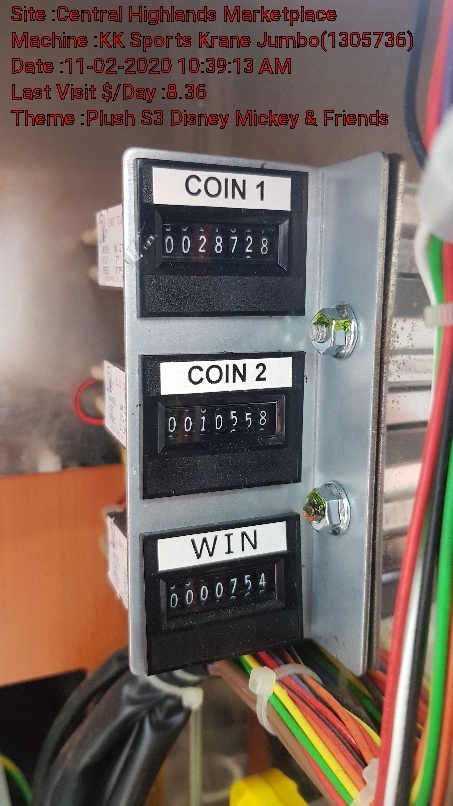 Site :Central Highlands Marketplace
Machine :KK Sports Krane Jumbo(1305736)
Date :11-02-2020 10:39:13 AM
Last Visit $/Day :8.36
Theme :Plush S3 Disney Mickey & Friends
COIN 1
0028728
COIN 2
0010558
WIN
0000754